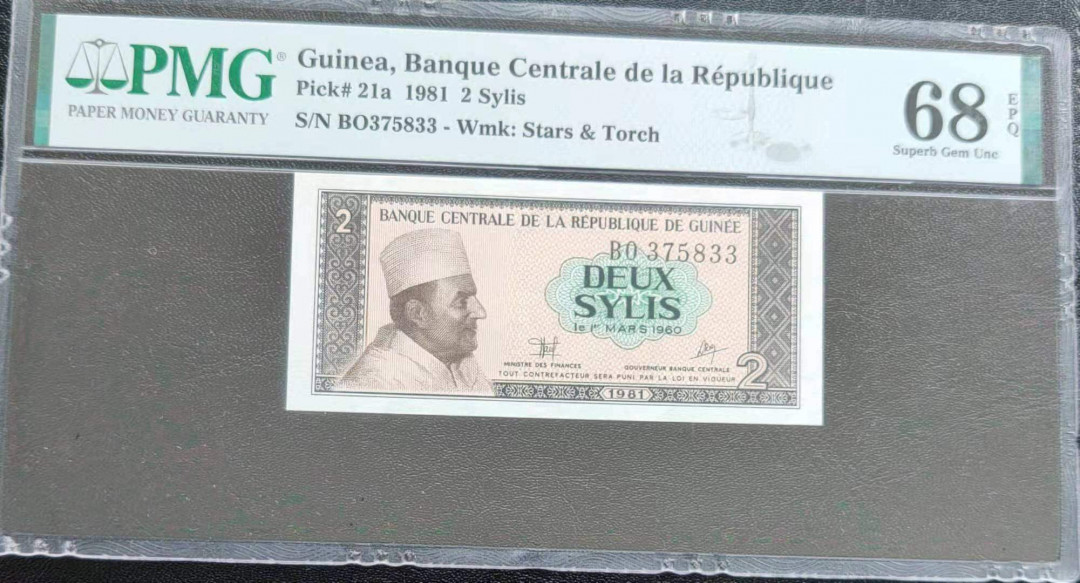 PMG®
PAPER MONEY GUARANTY
Guinea, Banque Centrale de la République
Pick# 21a 1981 2 Sylis
S/N BO375833 - Wmk: Stars & Torch
68
EPQ
Superb Gem Unc
2
BANQUE CENTRALE DE LA RÉPUBLIQUE DE GUINÉE
BO 375833
DEUX
SYLIS
le 1er MARS 1960
MINISTRE DES FINANCES
GOUVERNEUR BANQUE CENTRALE
TOUT CONTREFACTEUR SERA PUNI PAR LA LOI EN VIGUEUR
2
1981